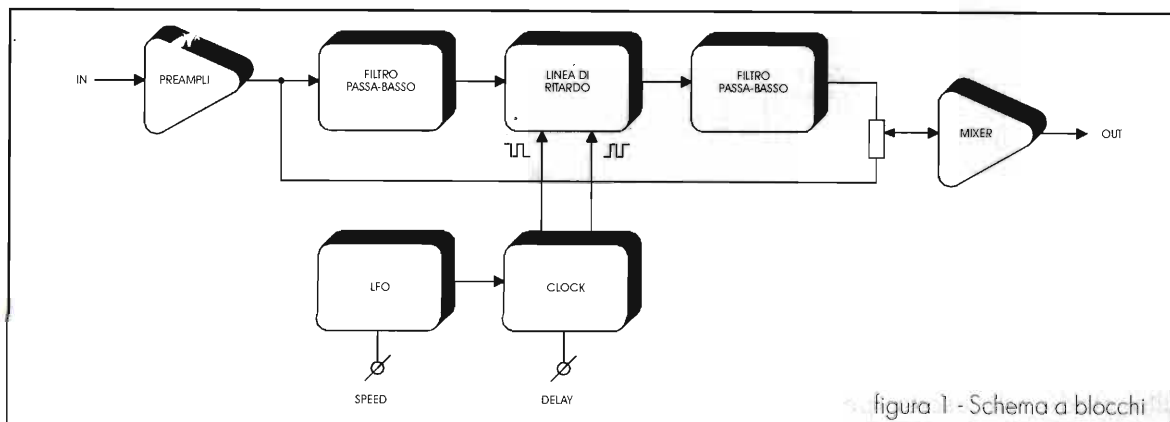 IN
PREAMPLI
FILTRO
PASSA-BASSO
LINEA DI
RITARDO
FILTRO
PASSA-BASSO
MIXER
OUT
LFO
CLOCK
SPEED
DELAY
figura 1 - Schema a blocchi